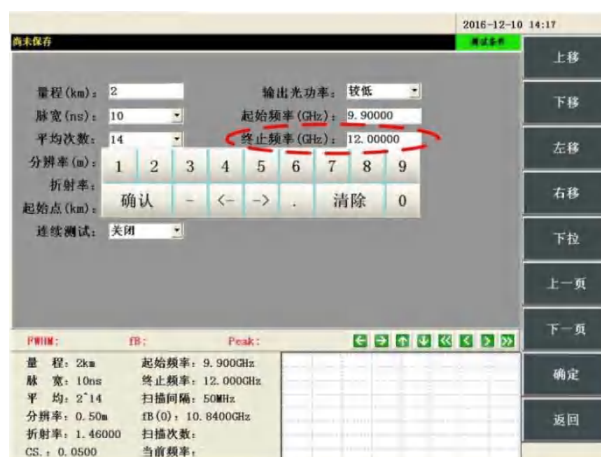 2016-12-10 14:17
尚未保存 测试条件
量程(km): 2 输出光功率: 较低
脉宽(ns): 10 起始频率(GHz): 9.90000
平均次数: 14 终止频率(GHz): 12.00000
分辨率(m):
1 2 3 4 5 6 7 8 9
折射率:
确认 - <- -> . 清除 0
起始点(km):
连续测试: 关闭
上移
下移
左移
右移
下拉
上一页
下一页
确定
返回
FWHM: fB: Peak:
量 程: 2km 起始频率: 9.900GHz
脉 宽: 10ns 终止频率: 12.000GHz
平 均: 2^14 扫描间隔: 50MHz
分辨率: 0.50m fB(0): 10.8400GHz
折射率: 1.46000 扫描次数:
CS.: 0.0500 当前频率: